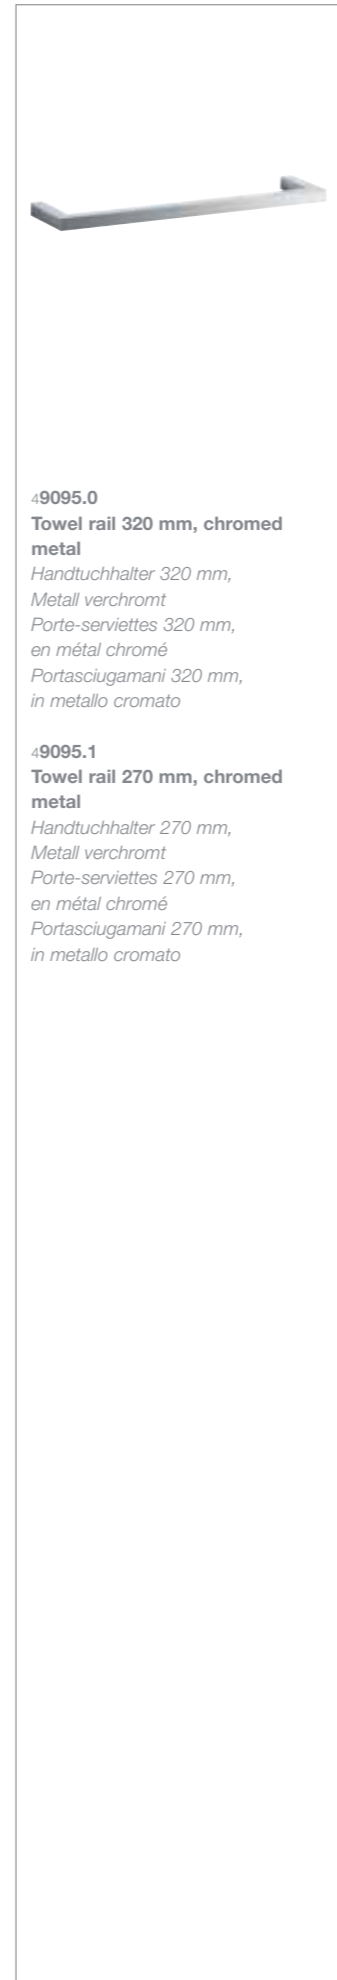 49095.0
Towel rail 320 mm, chromed
metal
Handtuchhalter 320 mm,
Metall verchromt
Porte-serviettes 320 mm,
en métal chromé
Portasciugamani 320 mm,
in metallo cromato
49095.1
Towel rail 270 mm, chromed
metal
Handtuchhalter 270 mm,
Metall verchromt
Porte-serviettes 270 mm,
en métal chromé
Portasciugamani 270 mm,
in metallo cromato